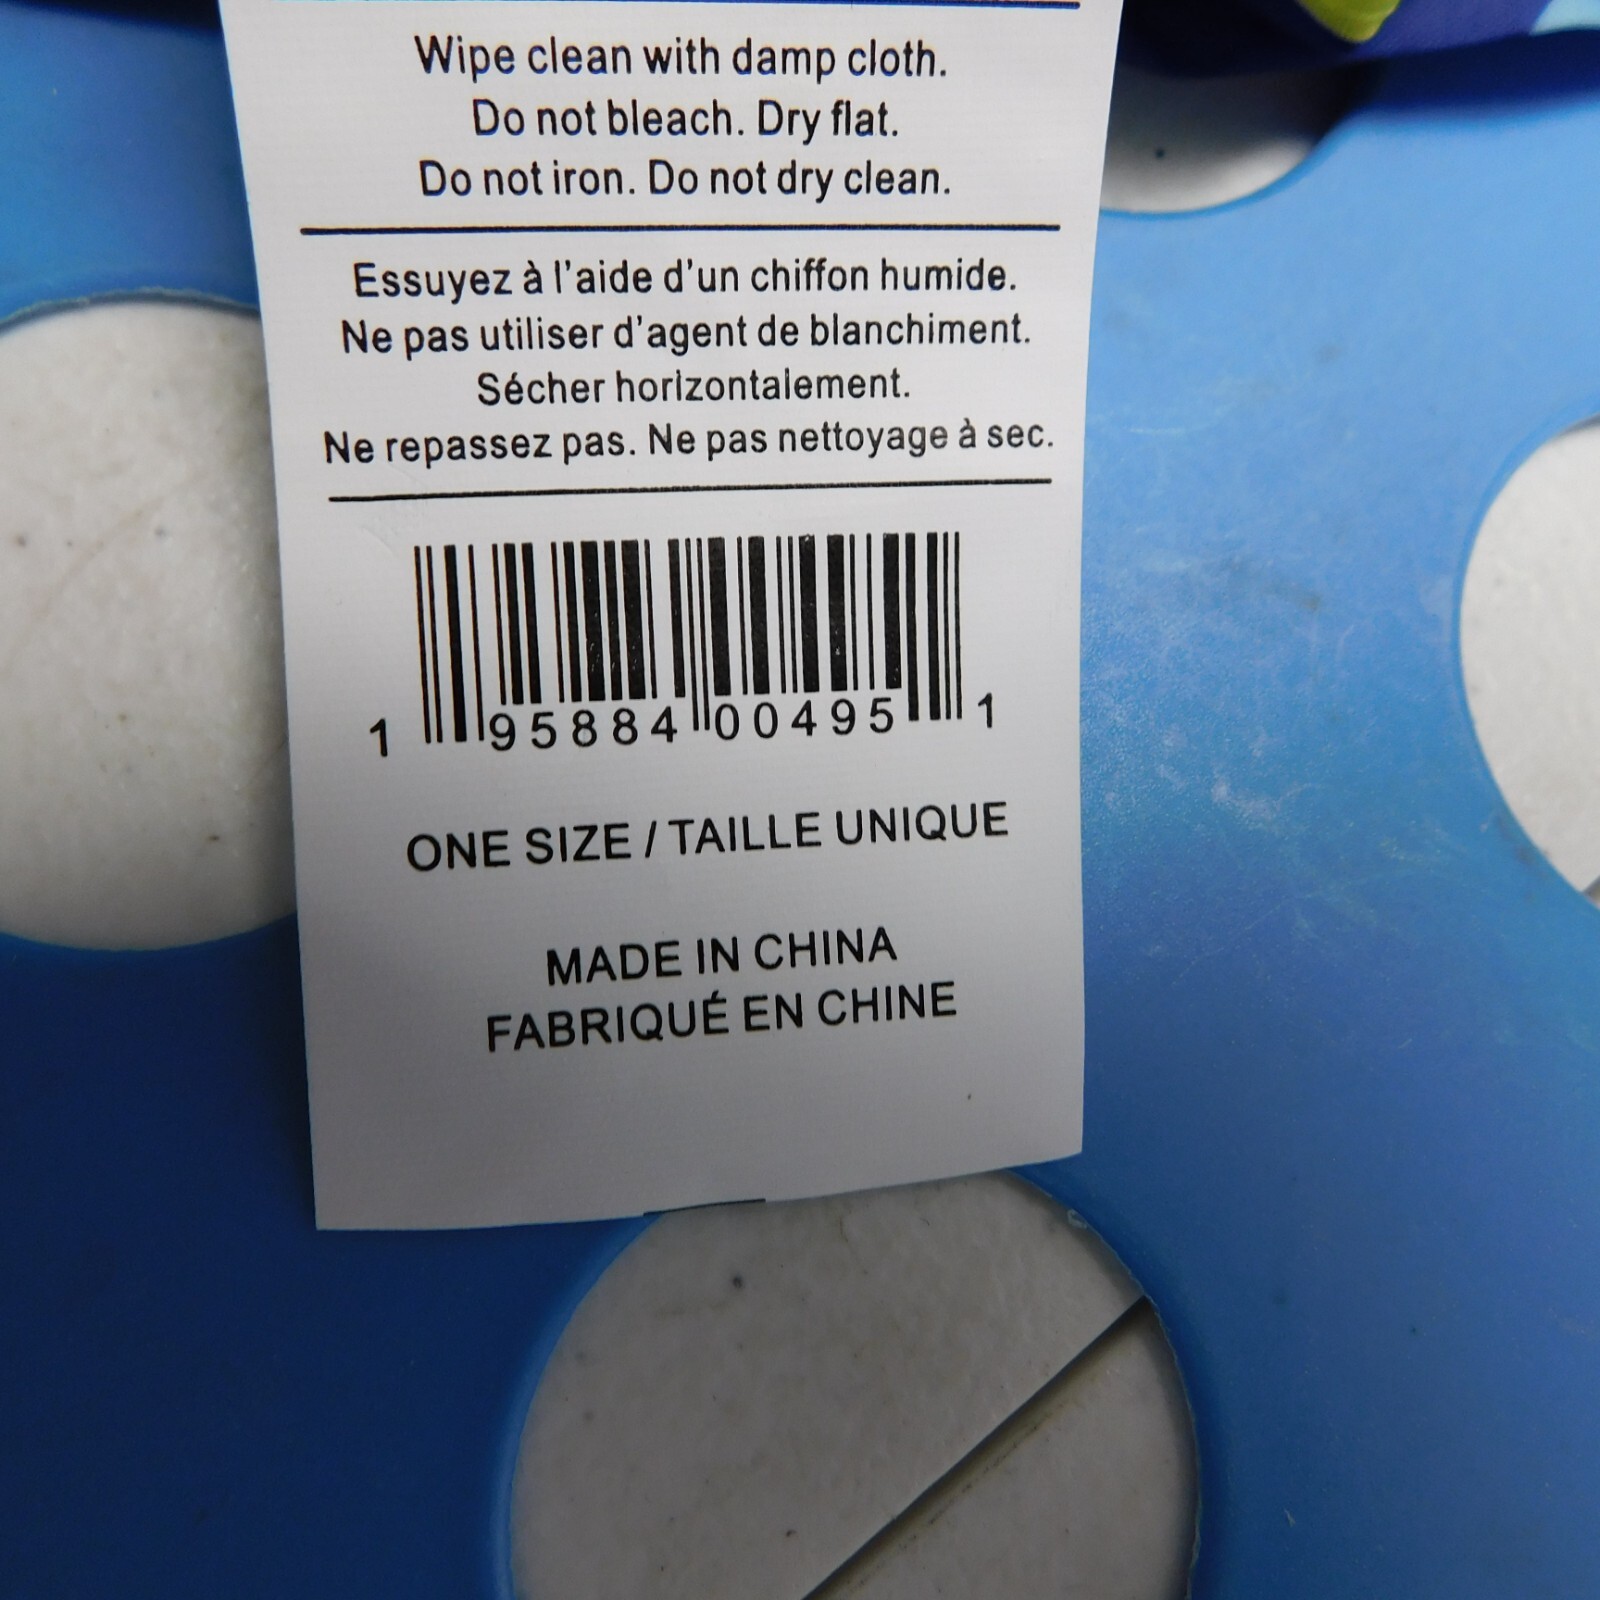 Wipe clean with damp cloth.
Do not bleach. Dry flat.
Do not iron. Do not dry clean.
Essuyez à l'aide d'un chiffon humide.
Ne pas utiliser d'agent de blanchiment.
Sécher horizontalement.
Ne repassez pas. Ne pas nettoyage à sec.
1 95884 00495 1
ONE SIZE / TAILLE UNIQUE
MADE IN CHINA
FABRIQUÉ EN CHINE